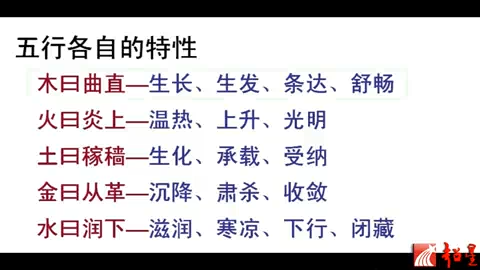 五行各自的特性
木曰曲直—生长、生发、条达、舒畅
火曰炎上—温热、上升、光明
土曰稼穑—生化、承载、受纳
金曰从革—沉降、肃杀、收敛
水曰润下—滋润、寒凉、下行、闭藏